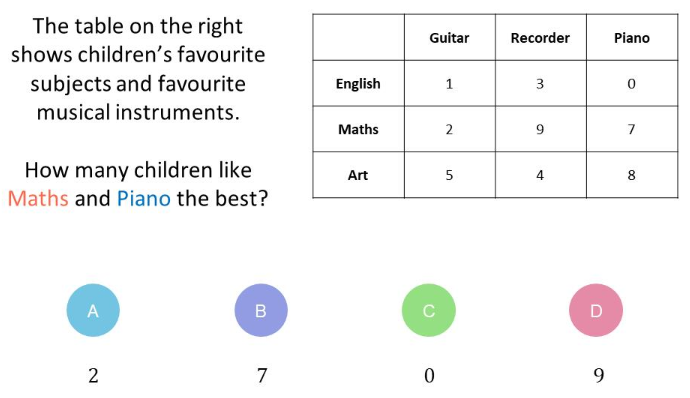 The table on the right
shows children's favourite
subjects and favourite
musical instruments.
How many children like
Maths and Piano the best?
Guitar Recorder Piano
English 1 3 0
Maths 2 9 7
Art 5 4 8
A B C D
2 7 0 9